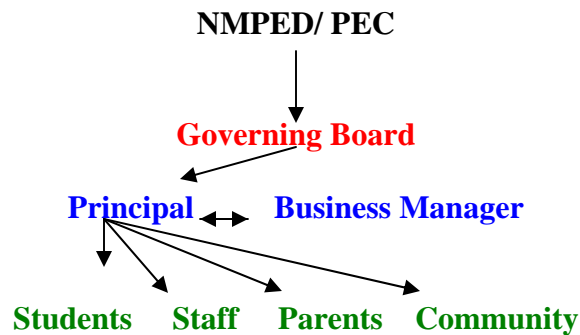 NMPED/ PEC
Governing Board
Principal Business Manager
Students Staff Parents Community